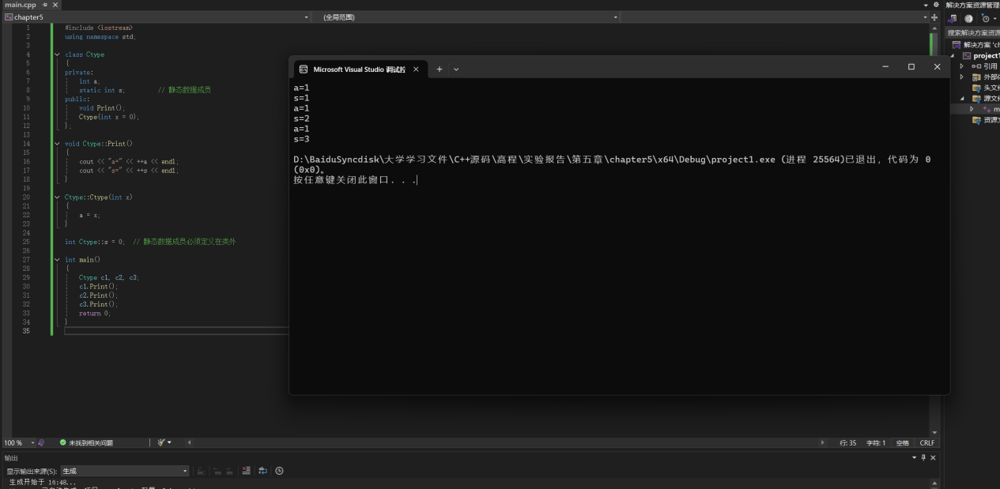 main.cpp
解决方案资源管理
chapter5
(全局范围)
搜索解决方案资源
1 #include <iostream>
2 using namespace std;
3
4 class Ctype
5 {
6 private:
7 int a;
8 static int s; // 静态数据成员
9 public:
10 void Print();
11 Ctype(int x = 0);
12 };
13
14 void Ctype::Print()
15 {
16 cout << "a=" << ++a << endl;
17 cout << "s=" << ++s << endl;
18 }
19
20 Ctype::Ctype(int x)
21 {
22 a = x;
23 }
24
25 int Ctype::s = 0; // 静态数据成员必须定义在类外
26
27 int main()
28 {
29 Ctype c1, c2, c3;
30 c1.Print();
31 c2.Print();
32 c3.Print();
33 return 0;
34 }
35
Microsoft Visual Studio 调试控
a=1
s=1
a=1
s=2
a=1
s=3
D:\BaiduSyncdisk\大学学习文件\C++源码\高程\实验报告\第五章\chapter5\x64\Debug\project1.exe (进程 25564)已退出，代码为 0
(0x0)。
按任意键关闭此窗口. . .
解决方案 'ch
project1
引用
外部依
头文件
源文件
m
资源文
100 %
未找到相关问题
行: 35 字符: 1 空格 CRLF
输出
显示输出来源(S): 生成
生成开始于 16:48...